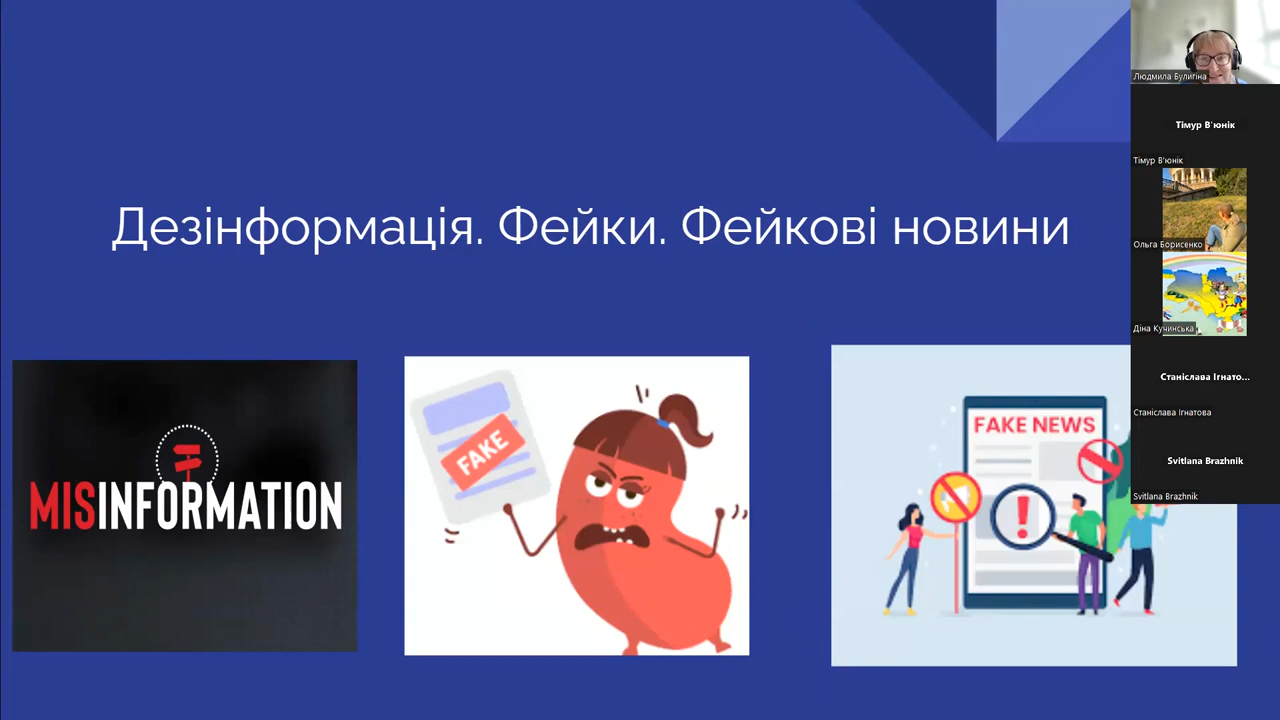 Дезінформація. Фейки. Фейкові новини
MISINFORMATION
FAKE
FAKE NEWS
Людмила Булигіна
Тімур В'юнік
Тімур В'юнік
Ольга Борисенко
Діна Кучинська
Станіслава Ігнато...
Станіслава Ігнатова
Svitlana Brazhnik
Svitlana Brazhnik